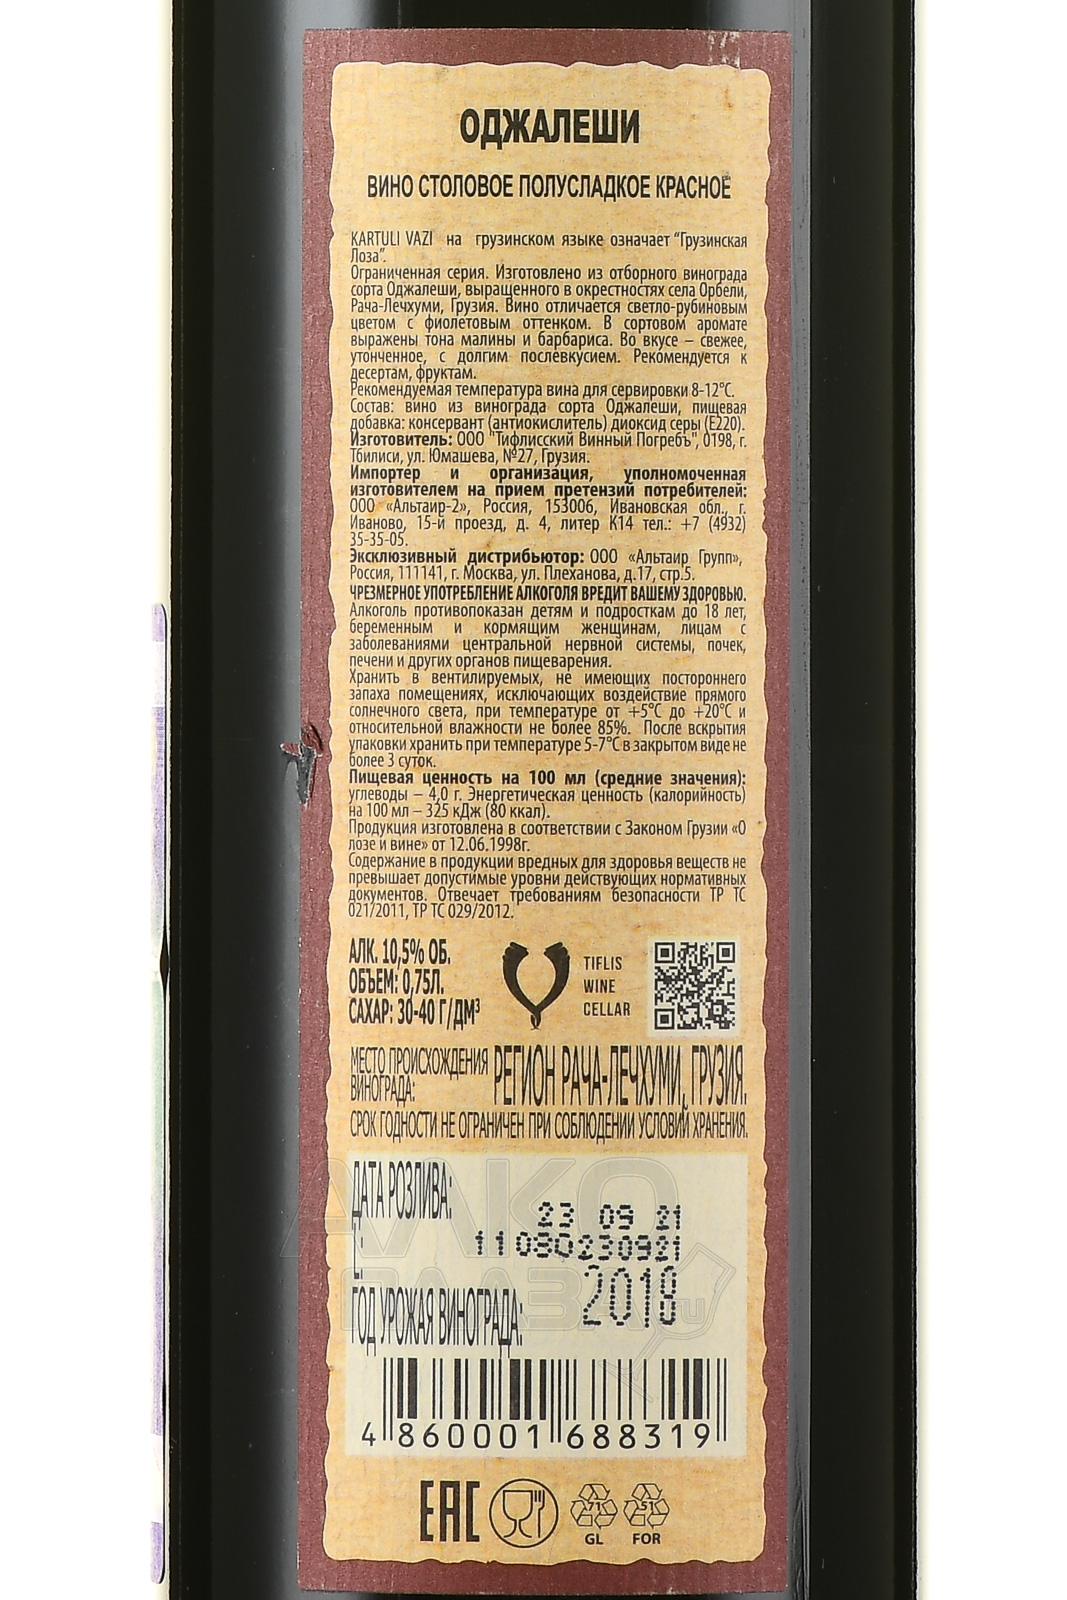 ОДЖАЛЕШИ
ВИНО СТОЛОВОЕ ПОЛУСЛАДКОЕ КРАСНОЕ
KARTULI VAZI на грузинском языке означает "Грузинская
Лоза".
Ограниченная серия. Изготовлено из отборного винограда
сорта Оджалеши, выращенного в окрестностях села Орбели,
Рача-Лечхуми, Грузия. Вино отличается светло-рубиновым
цветом с фиолетовым оттенком. В сортовом аромате
выражены тона малины и барбариса. Во вкусе – свежее,
утонченное, с долгим послевкусием. Рекомендуется к
десертам, фруктам.
Рекомендуемая температура вина для сервировки 8-12°С.
Состав: вино из винограда сорта Оджалеши, пищевая
добавка: консервант (антиокислитель) диоксид серы (Е220).
Изготовитель: ООО "Тифлисский Винный Погребъ", 0198, г.
Тбилиси, ул. Юмашева, №27, Грузия.
Импортер и организация, уполномоченная
изготовителем на прием претензий потребителей:
ООО «Альтаир-2», Россия, 153006, Ивановская обл., г.
Иваново, 15-й проезд, д. 4, литер К14 тел.: +7 (4932)
35-35-05.
Эксклюзивный дистрибьютор: ООО «Альтаир Групп»,
Россия, 111141, г. Москва, ул. Плеханова, д.17, стр.5.
ЧРЕЗМЕРНОЕ УПОТРЕБЛЕНИЕ АЛКОГОЛЯ ВРЕДИТ ВАШЕМУ ЗДОРОВЬЮ.
Алкоголь противопоказан детям и подросткам до 18 лет,
беременным и кормящим женщинам, лицам с
заболеваниями центральной нервной системы, почек,
печени и других органов пищеварения.
Хранить в вентилируемых, не имеющих постороннего
запаха помещениях, исключающих воздействие прямого
солнечного света, при температуре от +5°С до +20°С и
относительной влажности не более 85%. После вскрытия
упаковки хранить при температуре 5-7°С в закрытом виде не
более 3 суток.
Пищевая ценность на 100 мл (средние значения):
углеводы – 4,0 г. Энергетическая ценность (калорийность)
на 100 мл – 325 кДж (80 ккал).
Продукция изготовлена в соответствии с Законом Грузии «О
лозе и вине» от 12.06.1998г.
Содержание в продукции вредных для здоровья веществ не
превышает допустимые уровни действующих нормативных
документов. Отвечает требованиям безопасности ТР ТС
021/2011, ТР ТС 029/2012.
АЛК. 10,5% ОБ.
ОБЪЕМ: 0,75Л.
САХАР: 30-40 Г/ДМ³
TIFLIS
WINE
CELLAR
МЕСТО ПРОИСХОЖДЕНИЯ
ВИНОГРАДА: РЕГИОН РАЧА-ЛЕЧХУМИ, ГРУЗИЯ.
СРОК ГОДНОСТИ НЕ ОГРАНИЧЕН ПРИ СОБЛЮДЕНИИ УСЛОВИЙ ХРАНЕНИЯ.
ДАТА РОЗЛИВА: 23 09 21
L: 11080230921
ГОД УРОЖАЯ ВИНОГРАДА: 2018
АЛКО
ПЛАЗА.ru
4 860001 688319
EAC
71 51
GL FOR